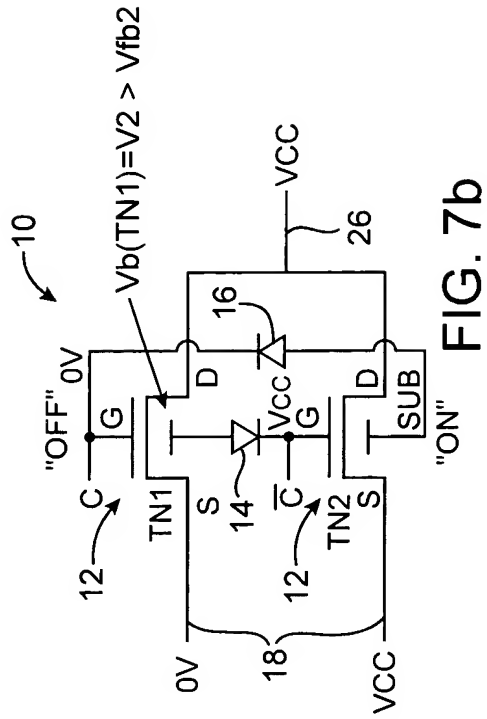 10
"OFF" 0V
Vb(TN1)=V2 > Vfb2
C
G
12
TN1
D
S
16
0V
14
VCC
VCC
18
26
C
G
12
TN2
D
S
SUB
VCC
"ON"
FIG. 7b